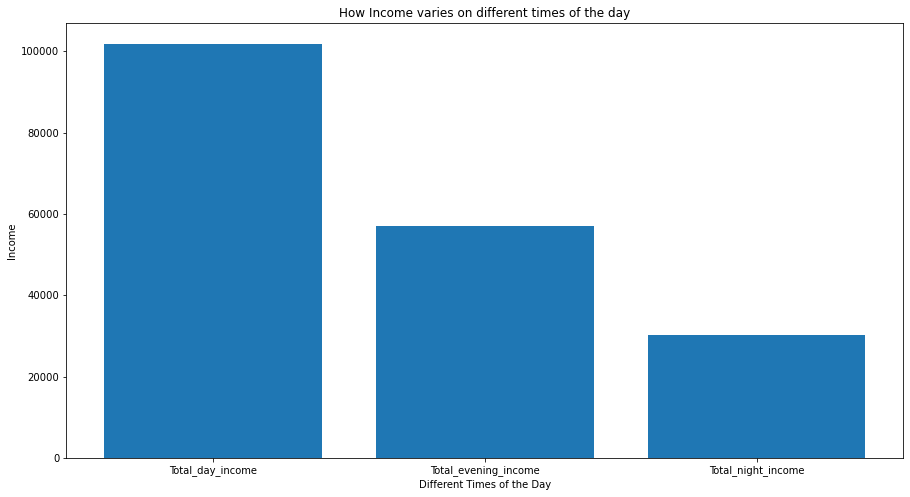 How Income varies on different times of the day
100000
80000
60000
40000
20000
0
Income
Total_day_income
Total_evening_income
Total_night_income
Different Times of the Day